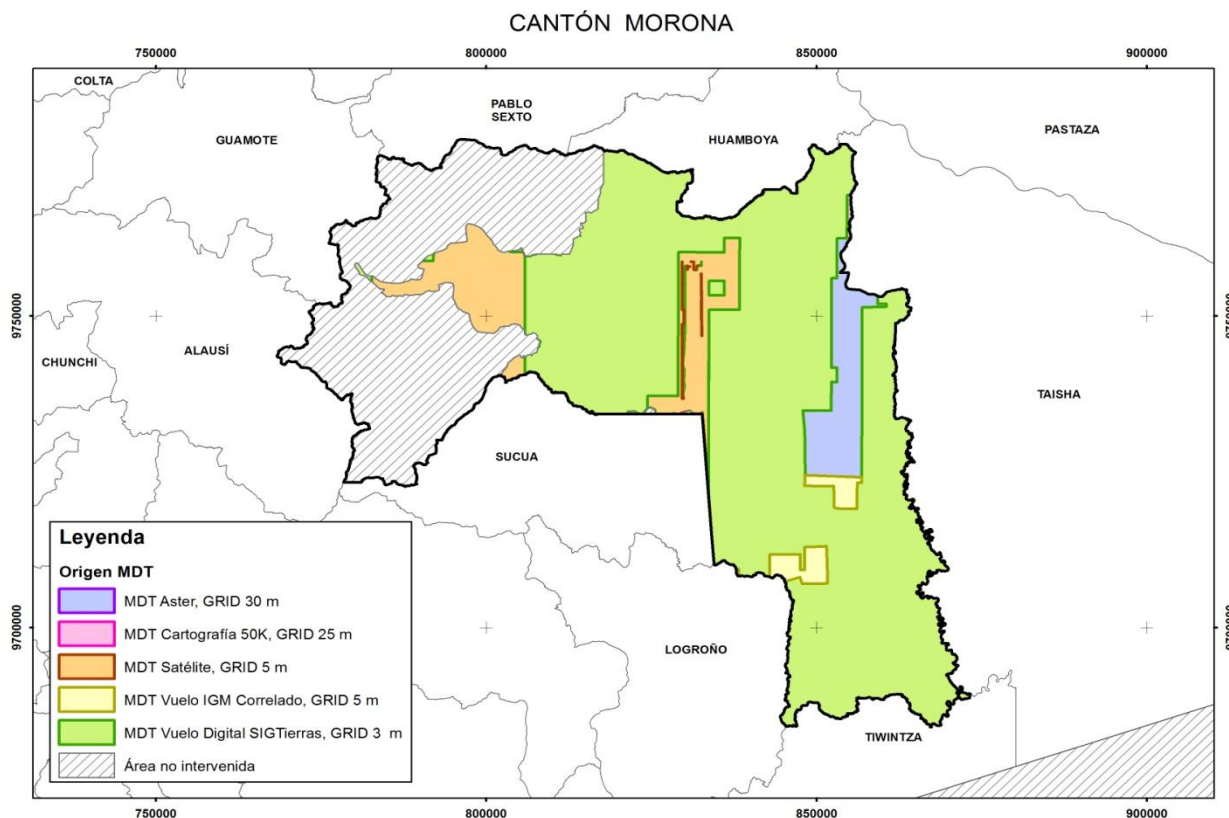 CANTÓN MORONA
750000
800000
850000
900000
COLTA
PABLO
SEXTO
GUAMOTE
HUAMBOYA
PASTAZA
9750000
9750000
CHUNCHI
ALAUSÍ
TAISHA
SUCUA
Leyenda
Origen MDT
MDT Aster, GRID 30 m
MDT Cartografía 50K, GRID 25 m
MDT Satélite, GRID 5 m
MDT Vuelo IGM Correlado, GRID 5 m
MDT Vuelo Digital SIGTierras, GRID 3 m
Área no intervenida
9700000
9700000
LOGROÑO
TIWINTZA
750000
800000
850000
900000